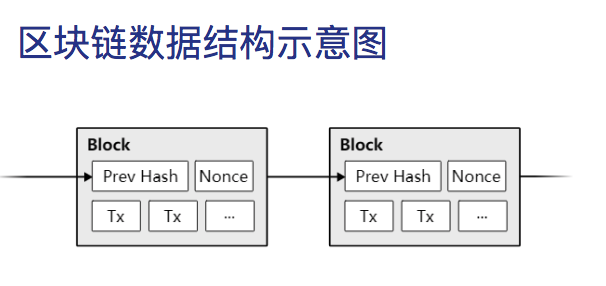 区块链数据结构示意图
Block
Prev Hash Nonce
Tx Tx ...
Block
Prev Hash Nonce
Tx Tx ...